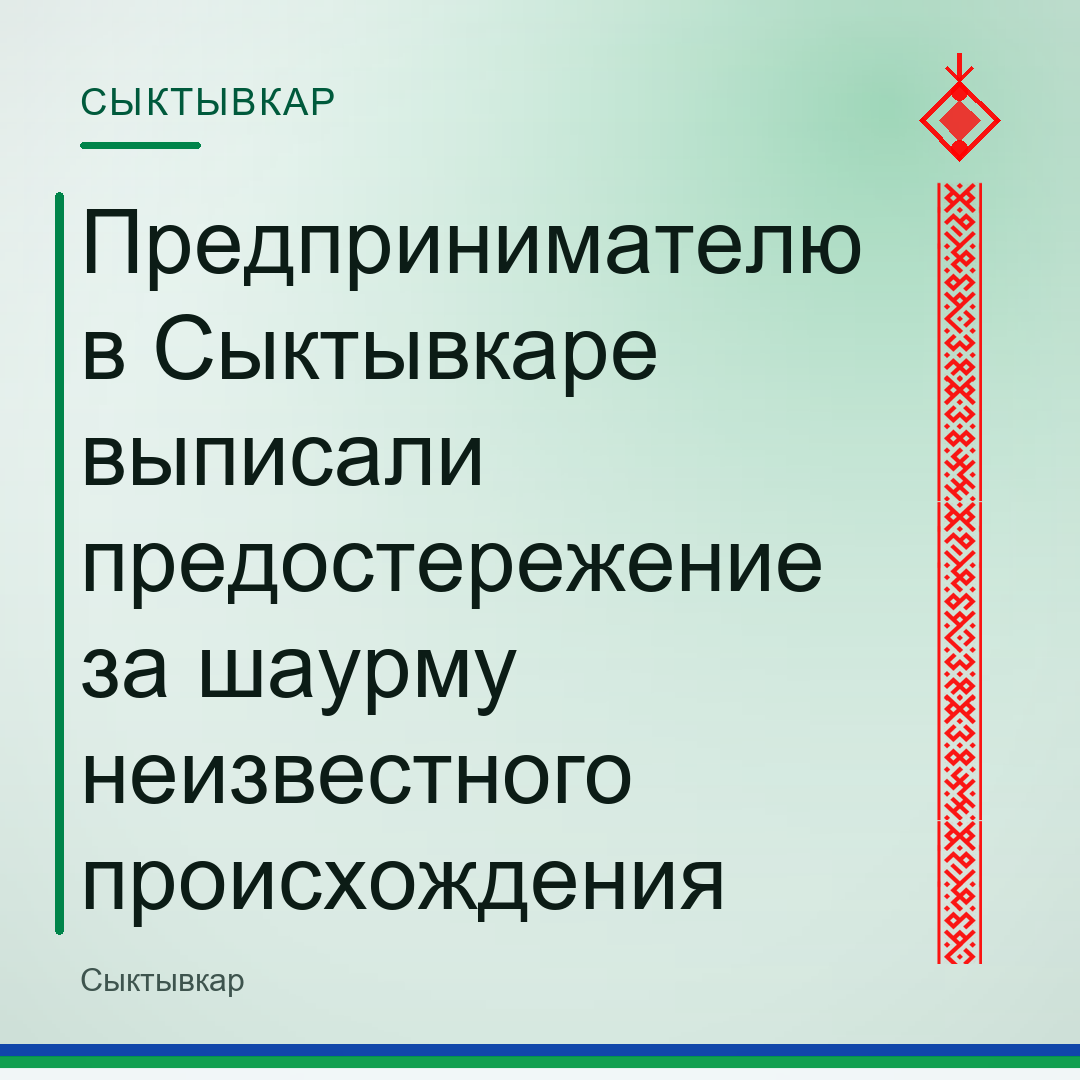 СЫКТЫВКАР
Предпринимателю
в Сыктывкаре
выписали
предостережение
за шаурму
неизвестного
происхождения
Сыктывкар